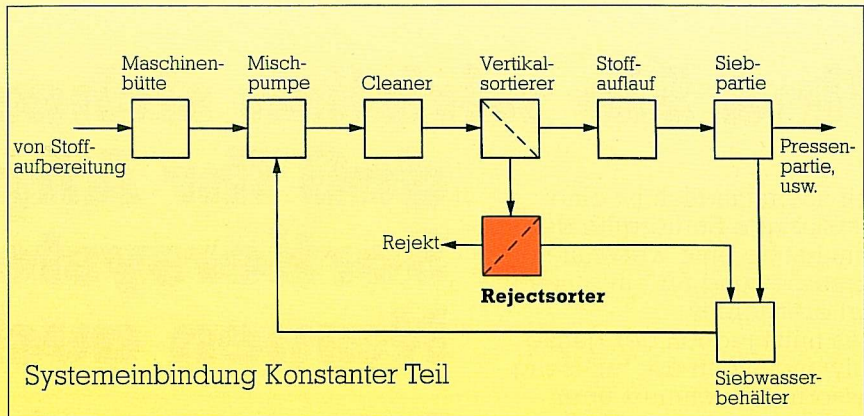 Maschinen-
bütte
Misch-
pumpe
Cleaner
Vertikal-
sortierer
Stoff-
auflauf
Sieb-
partie
von Stoff-
aufbereitung
Pressen-
partie,
usw.
Rejekt
Rejectsorter
Siebwasser-
behälter
Systemeinbindung Konstanter Teil